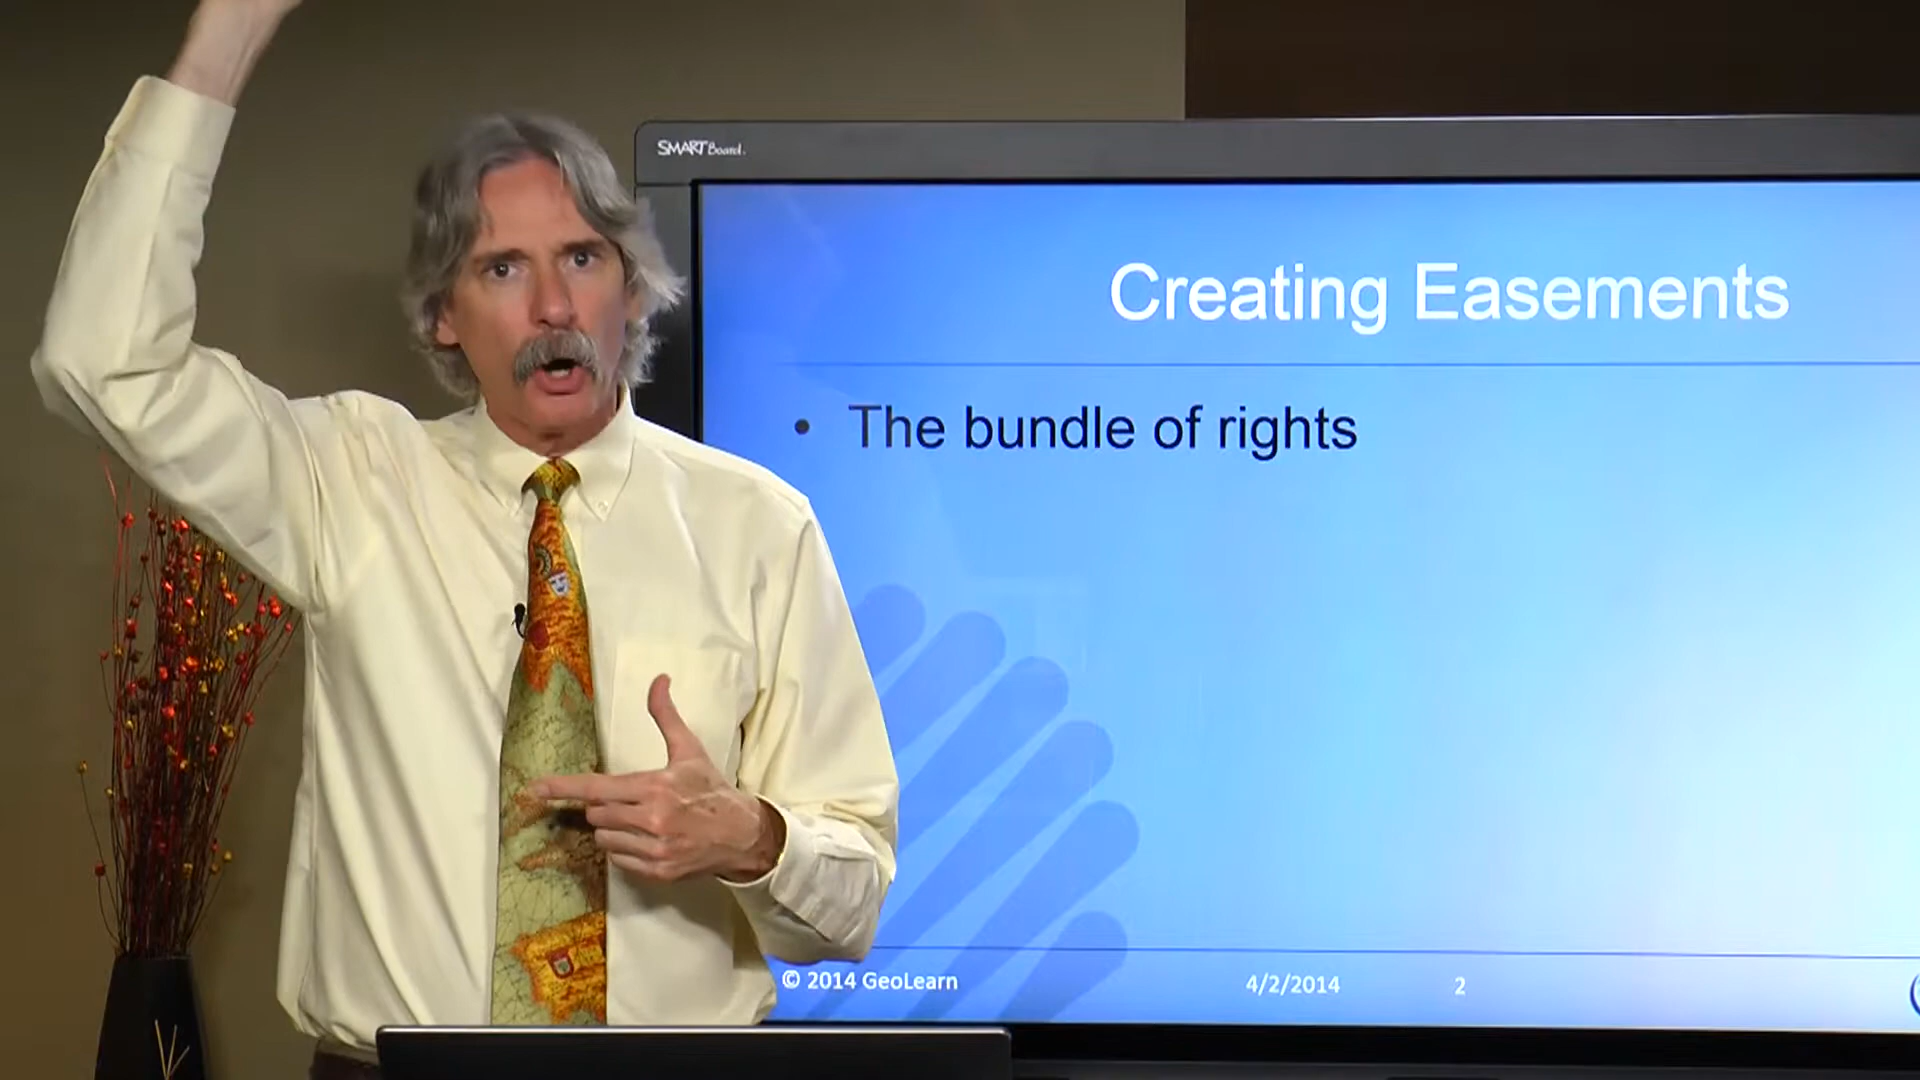 SMART Board.
Creating Easements
• The bundle of rights
© 2014 GeoLearn 4/2/2014 2